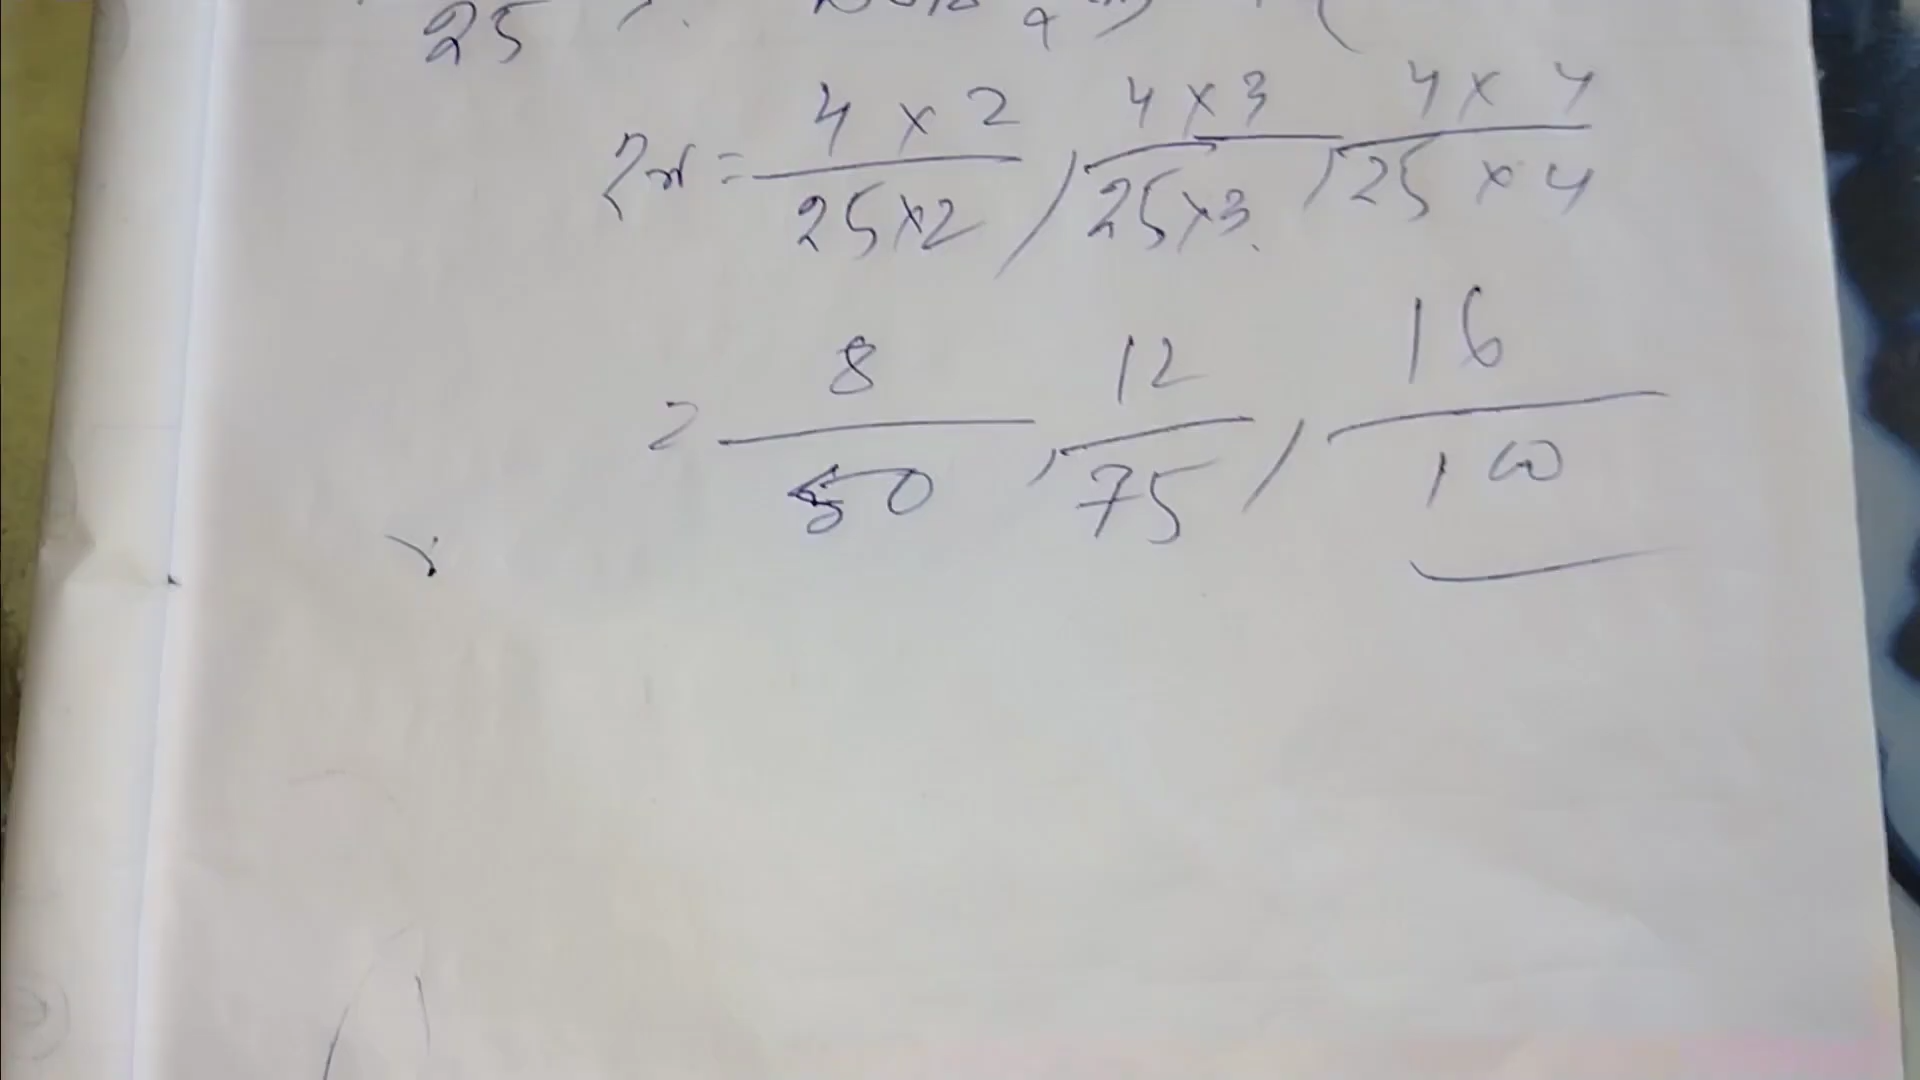 25
= 4 x 2 / 25 x 2 , 4 x 3 / 25 x 3 , 4 x 4 / 25 x 4
= 8 / 50 , 12 / 75 , 16 / 100